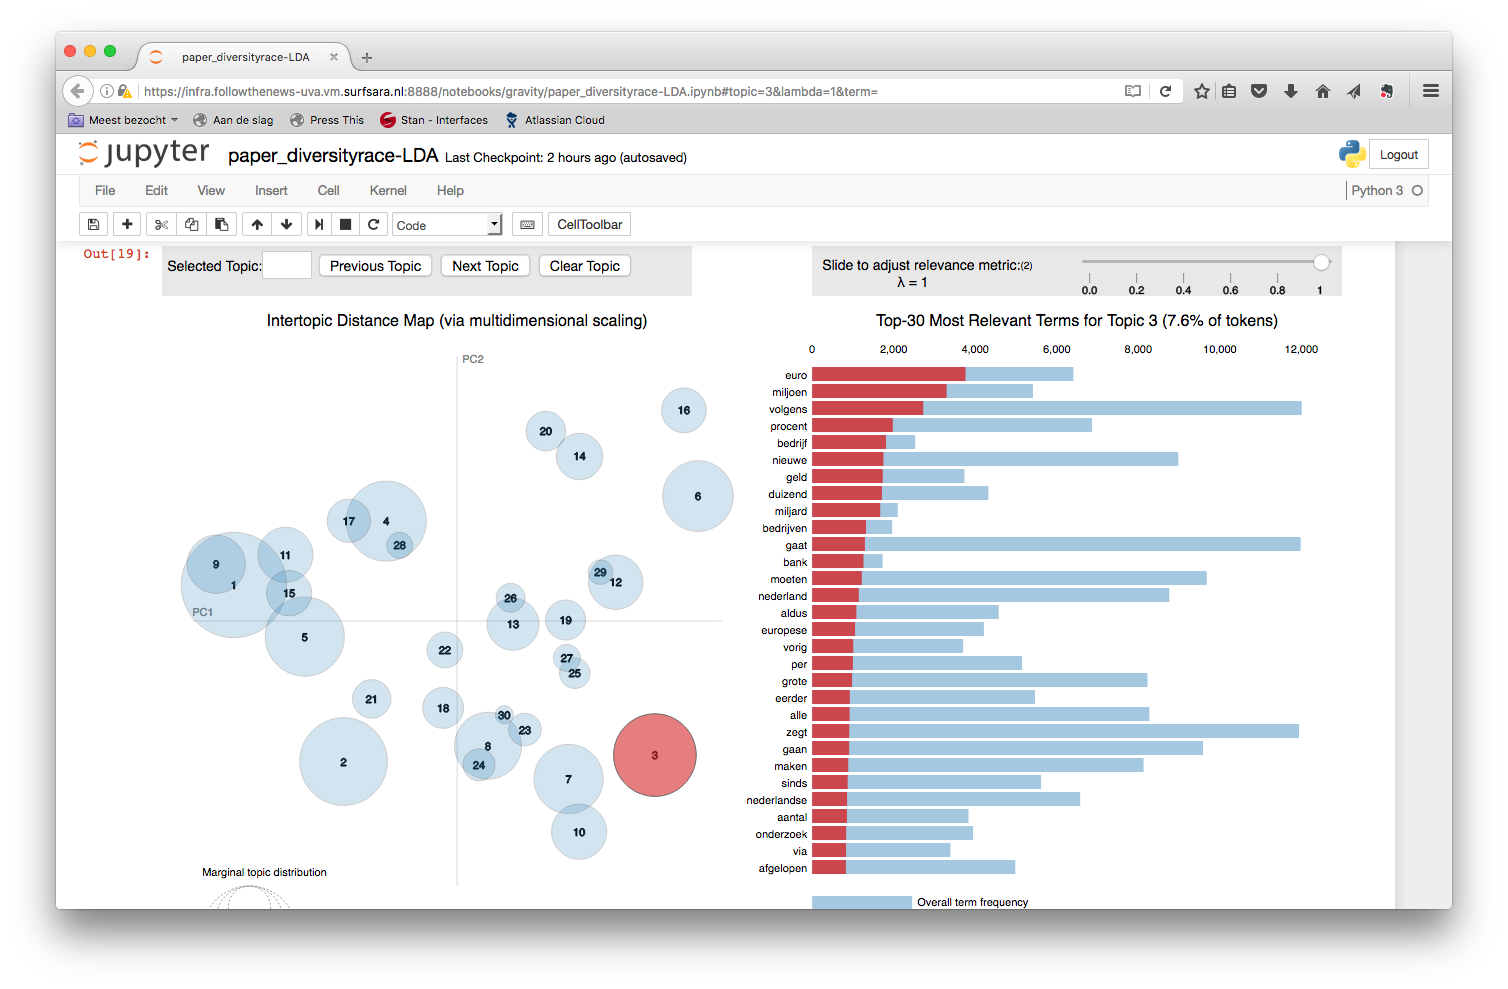 paper_diversityrace-LDA
https://infra.followthenews-uva.vm.surfsara.nl:8888/notebooks/gravity/paper_diversityrace-LDA.ipynb#topic=3&lambda=1&term=
Meest bezocht Aan de slag Press This Stan - Interfaces Atlassian Cloud
jupyter paper_diversityrace-LDA Last Checkpoint: 2 hours ago (autosaved) Logout
File Edit View Insert Cell Kernel Help Python 3
Code CellToolbar
Out[19]:
Selected Topic: Previous Topic Next Topic Clear Topic
Slide to adjust relevance metric:(2)
λ = 1
0.0 0.2 0.4 0.6 0.8 1
Intertopic Distance Map (via multidimensional scaling)
PC2
16
20
14
6
17 4
28
11
9
1
15
PC1
5
29
12
26
13
19
22
27
25
21
18
30
23
8
24
2
3
7
10
Marginal topic distribution
Top-30 Most Relevant Terms for Topic 3 (7.6% of tokens)
0 2,000 4,000 6,000 8,000 10,000 12,000
euro
miljoen
volgens
procent
bedrijf
nieuwe
geld
duizend
miljard
bedrijven
gaat
bank
moeten
nederland
aldus
europese
vorig
per
grote
eerder
alle
zegt
gaan
maken
sinds
nederlandse
aantal
onderzoek
via
afgelopen
Overall term frequency